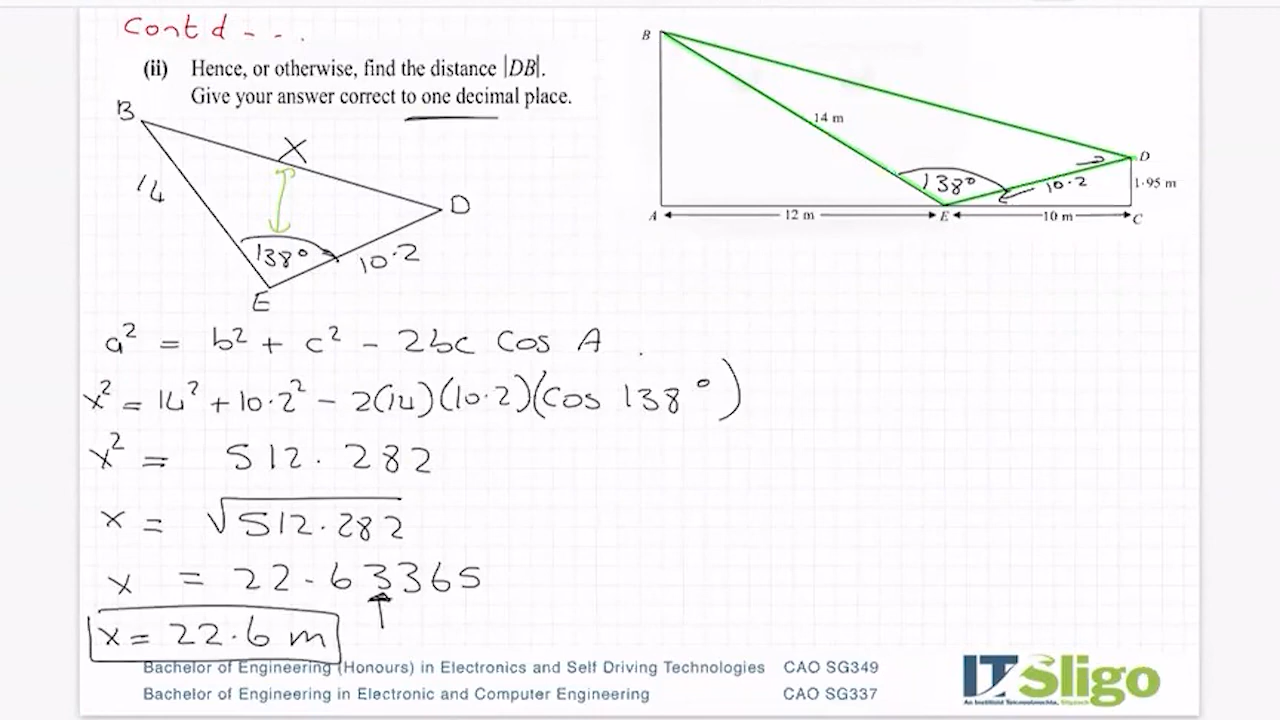 Cont'd - - .
(ii) Hence, or otherwise, find the distance |DB|.
Give your answer correct to one decimal place.
B
X
14
D
138°
10.2
E
B
14 m
D
138°
10.2
1·95 m
A
12 m
E
10 m
C
a² = b² + c² - 2bc Cos A .
x² = 14² + 10.2² - 2(14)(10.2)(Cos 138°)
x² = 512.282
x = √512.282
x = 22.63365
x = 22.6 m
Bachelor of Engineering (Honours) in Electronics and Self Driving Technologies CAO SG349
Bachelor of Engineering in Electronic and Computer Engineering CAO SG337
IT Sligo